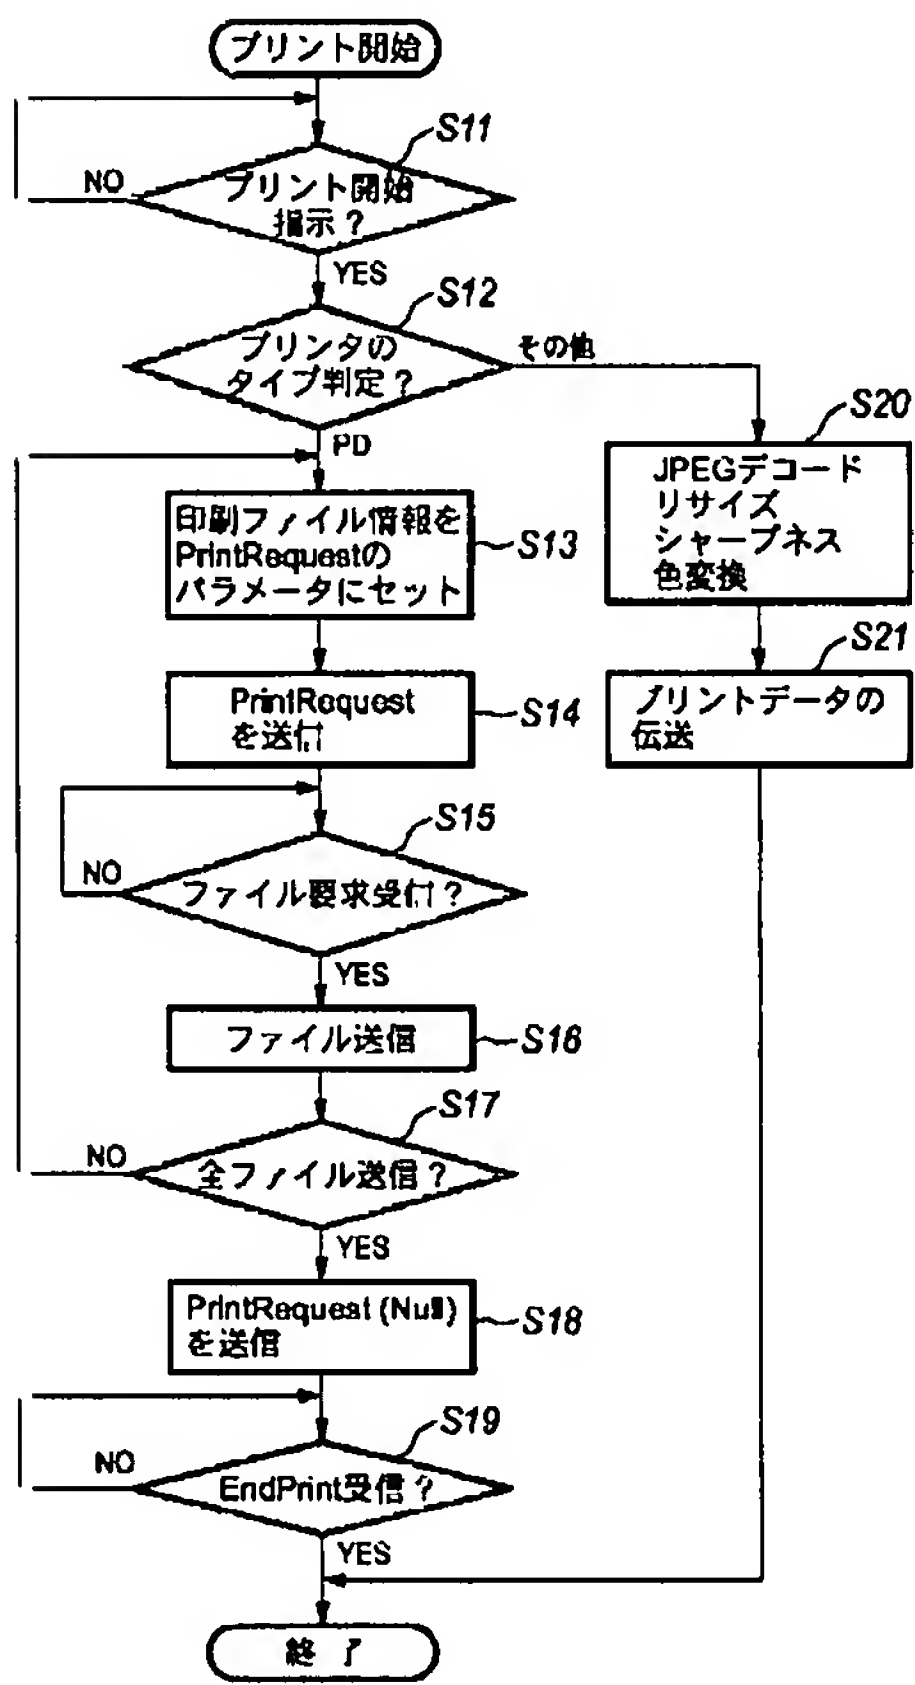 プリント開始
S11
NO
プリント開始
指示？
YES
S12
プリンタの
タイプ判定？
その他
PD
S20
JPEGデコード
リサイズ
シャープネス
色変換
印刷ファイル情報を
PrintRequestの
パラメータにセット
S13
S21
プリントデータの
伝送
PrintRequest
を送信
S14
S15
NO
ファイル要求受付？
YES
ファイル送信
S16
S17
NO
全ファイル送信？
YES
PrintRequest (Null)
を送信
S18
S19
NO
EndPrint受信？
YES
終了